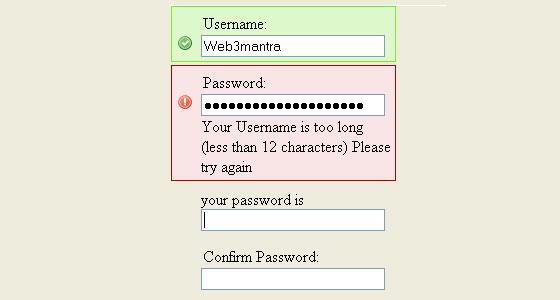 Username:
Web3mantra
Password:
●●●●●●●●●●●●●●●●●●●●
Your Username is too long
(less than 12 characters) Please
try again
your password is
Confirm Password: